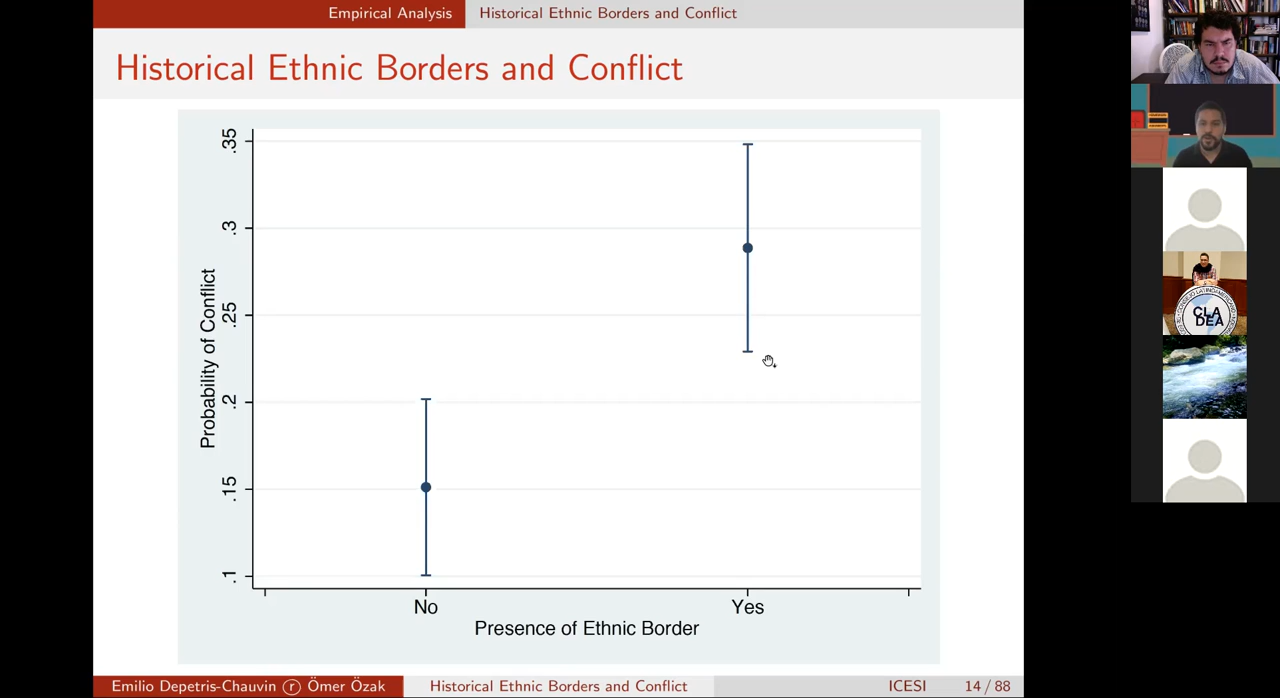 Empirical Analysis Historical Ethnic Borders and Conflict
Historical Ethnic Borders and Conflict
.35
.3
.25
.2
.15
.1
Probability of Conflict
No Yes
Presence of Ethnic Border
Emilio Depetris-Chauvin ⓡ Ömer Özak Historical Ethnic Borders and Conflict ICESI 14 / 88
CLA
DEA